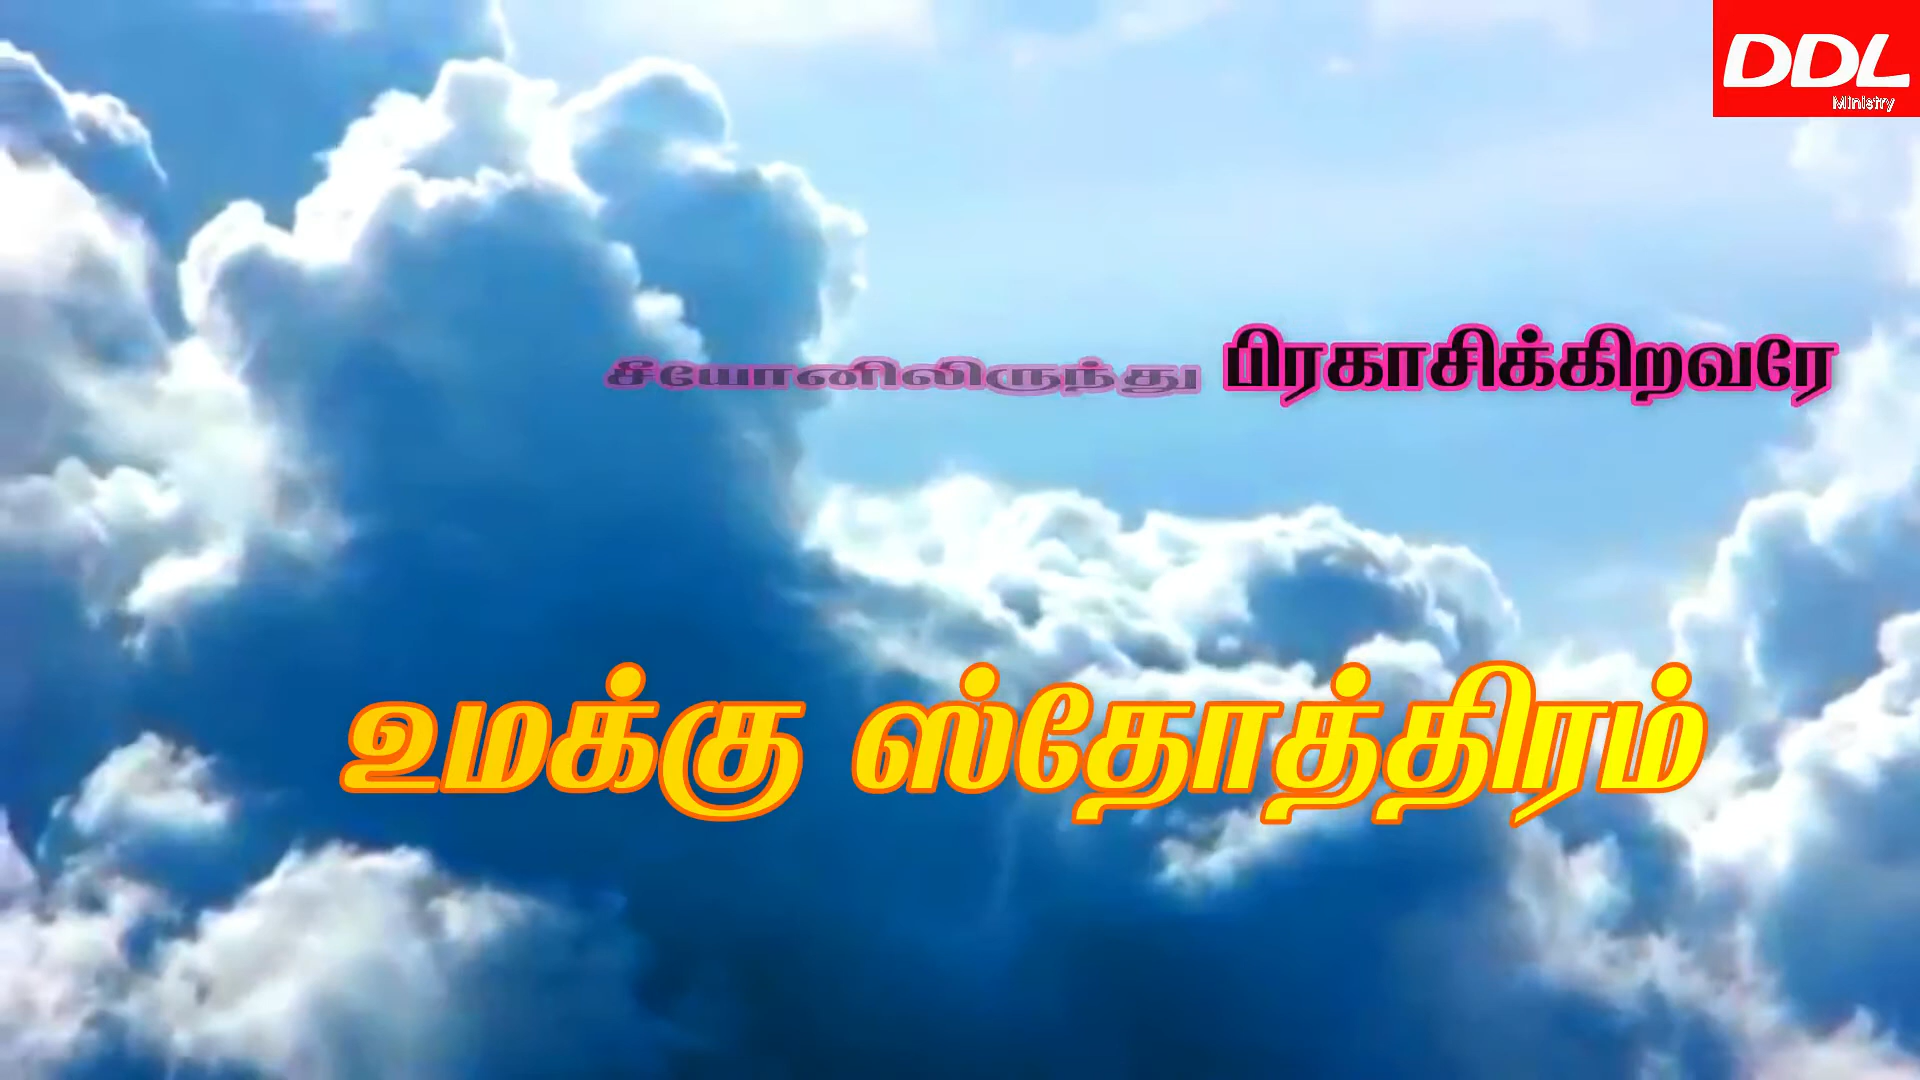 DDL
Ministry
சீயோனிலிருந்து பிரகாசிக்கிறவரே
உமக்கு ஸ்தோத்திரம்